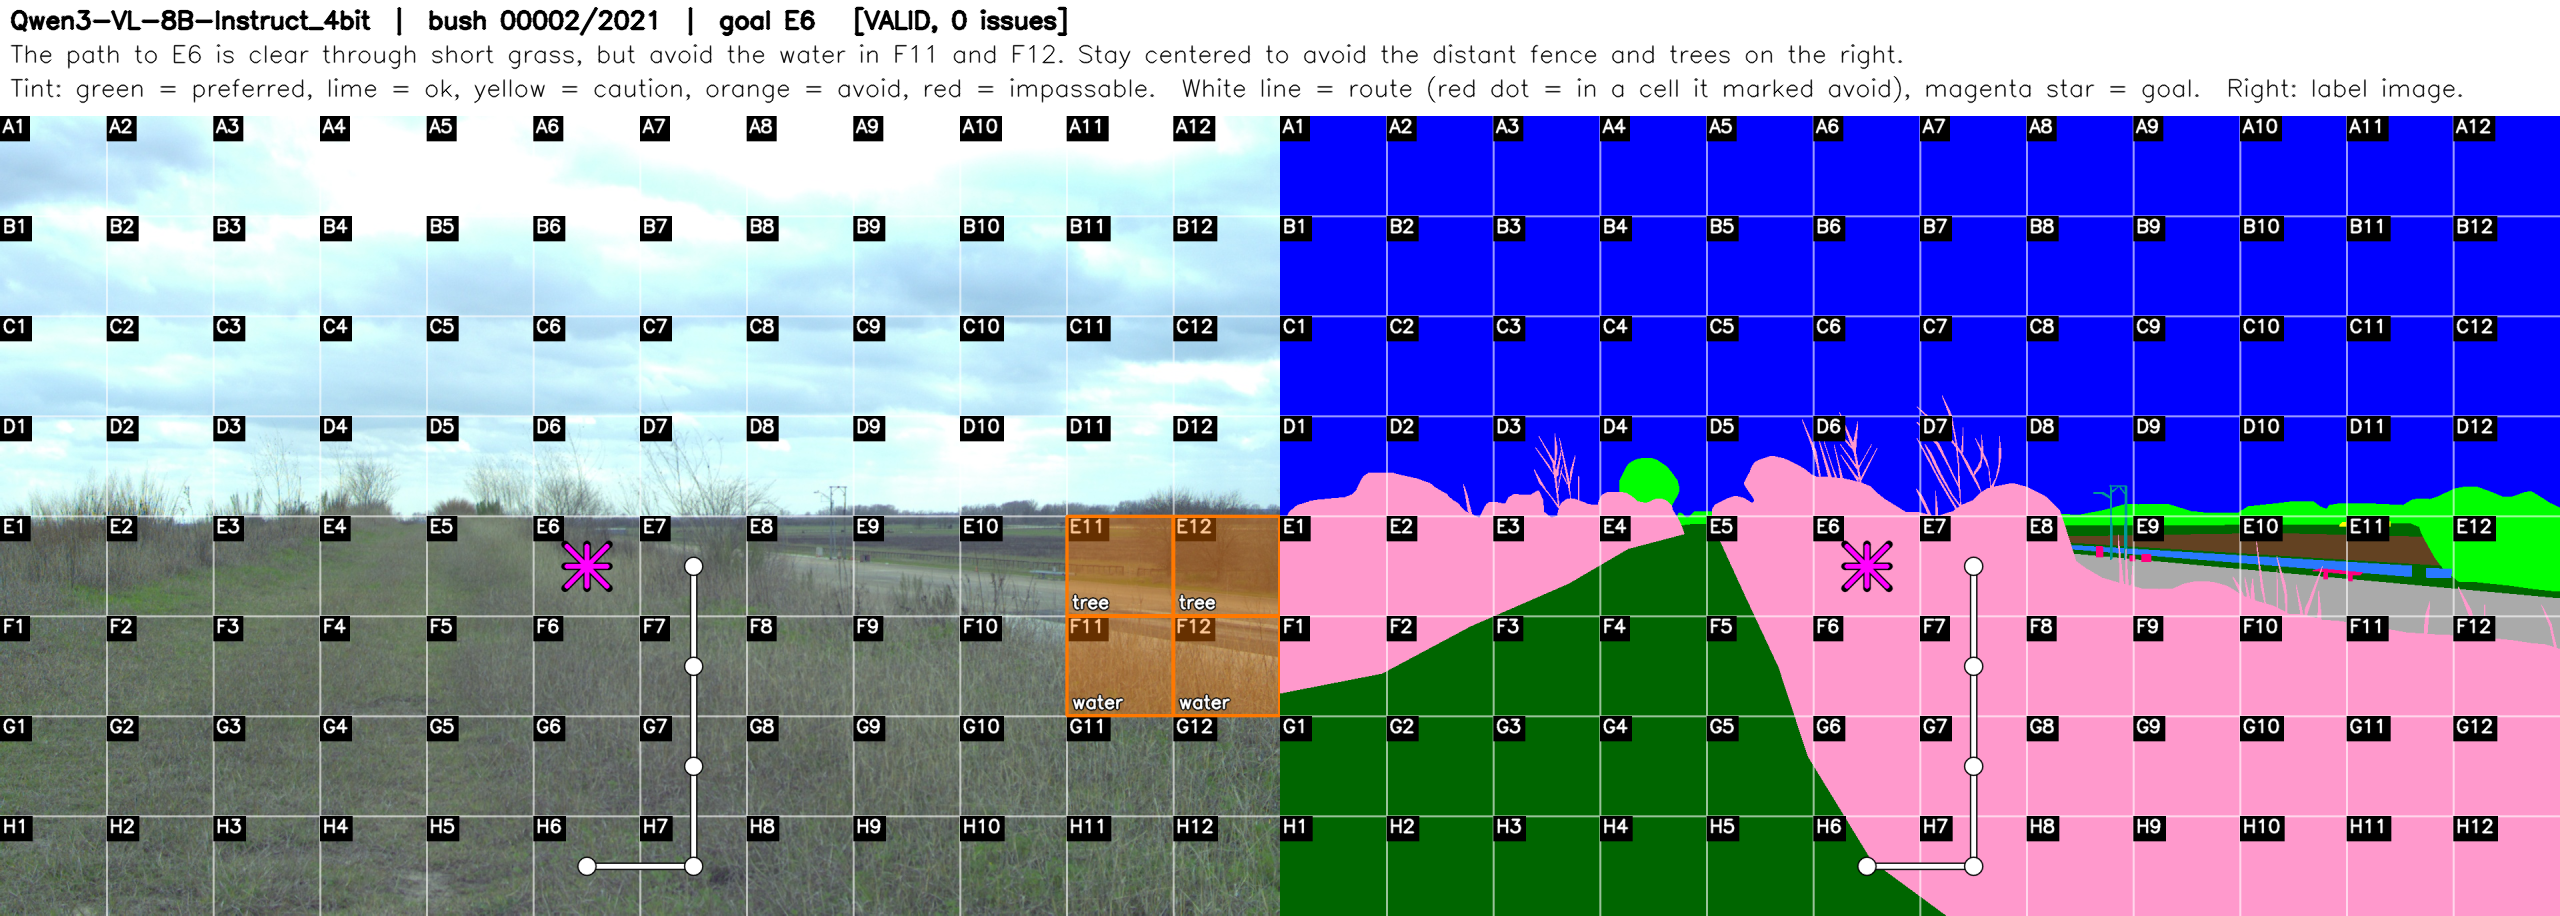 Qwen3-VL-8B-Instruct_4bit | bush 00002/2021 | goal E6 [VALID, 0 issues]
The path to E6 is clear through short grass, but avoid the water in F11 and F12. Stay centered to avoid the distant fence and trees on the right.
Tint: green = preferred, lime = ok, yellow = caution, orange = avoid, red = impassable. White line = route (red dot = in a cell it marked avoid), magenta star = goal. Right: label image.
A1 A2 A3 A4 A5 A6 A7 A8 A9 A10 A11 A12 A1 A2 A3 A4 A5 A6 A7 A8 A9 A10 A11 A12
B1 B2 B3 B4 B5 B6 B7 B8 B9 B10 B11 B12 B1 B2 B3 B4 B5 B6 B7 B8 B9 B10 B11 B12
C1 C2 C3 C4 C5 C6 C7 C8 C9 C10 C11 C12 C1 C2 C3 C4 C5 C6 C7 C8 C9 C10 C11 C12
D1 D2 D3 D4 D5 D6 D7 D8 D9 D10 D11 D12 D1 D2 D3 D4 D5 D6 D7 D8 D9 D10 D11 D12
E1 E2 E3 E4 E5 E6 E7 E8 E9 E10 E11 E12 E1 E2 E3 E4 E5 E6 E7 E8 E9 E10 E11 E12
tree tree
F1 F2 F3 F4 F5 F6 F7 F8 F9 F10 F11 F12 F1 F2 F3 F4 F5 F6 F7 F8 F9 F10 F11 F12
water water
G1 G2 G3 G4 G5 G6 G7 G8 G9 G10 G11 G12 G1 G2 G3 G4 G5 G6 G7 G8 G9 G10 G11 G12
H1 H2 H3 H4 H5 H6 H7 H8 H9 H10 H11 H12 H1 H2 H3 H4 H5 H6 H7 H8 H9 H10 H11 H12